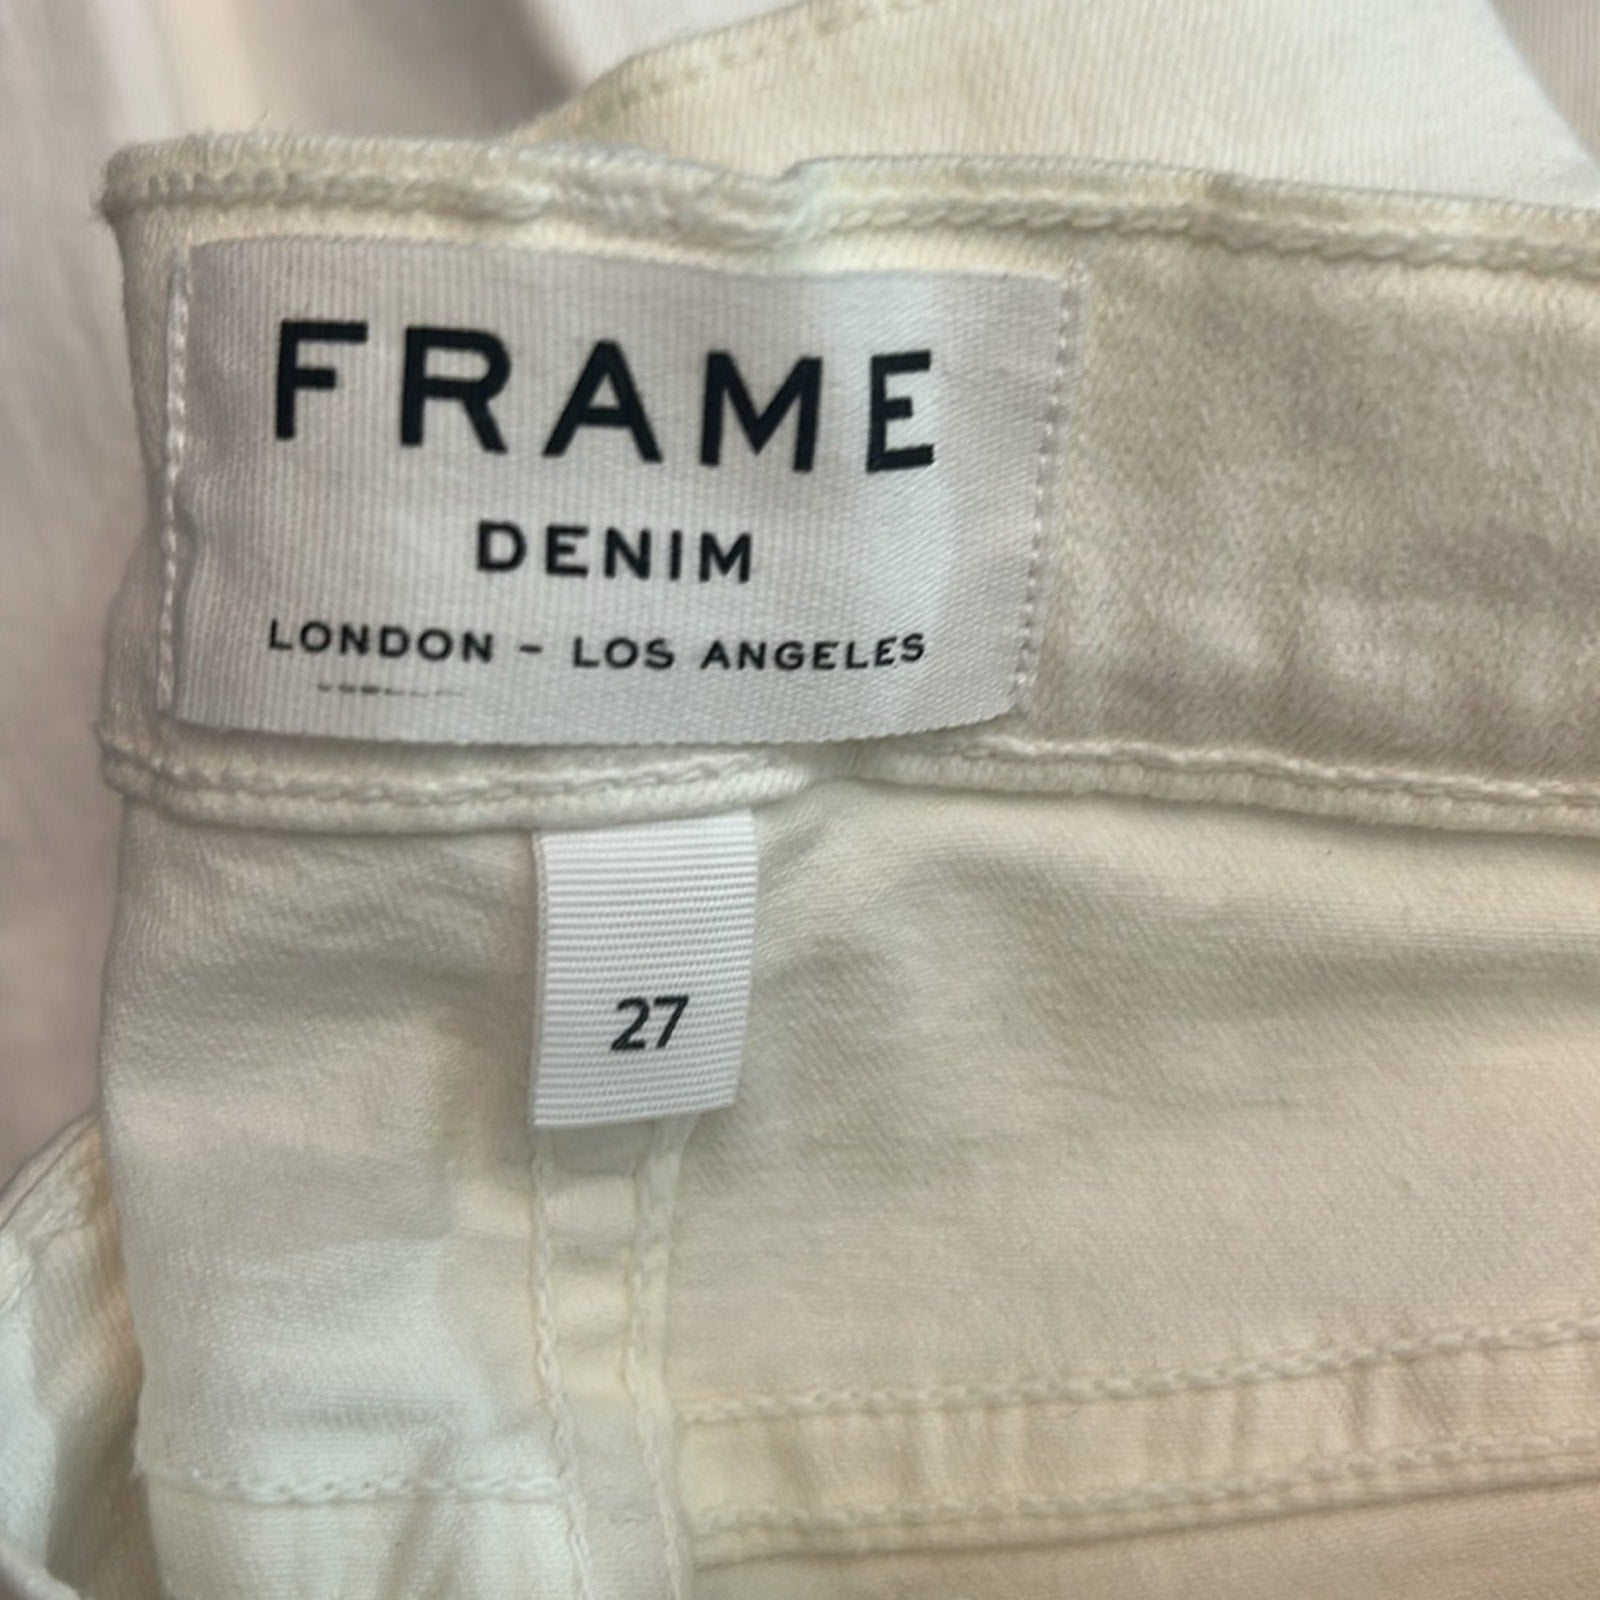 FRAME
DENIM
LONDON - LOS ANGELES
27